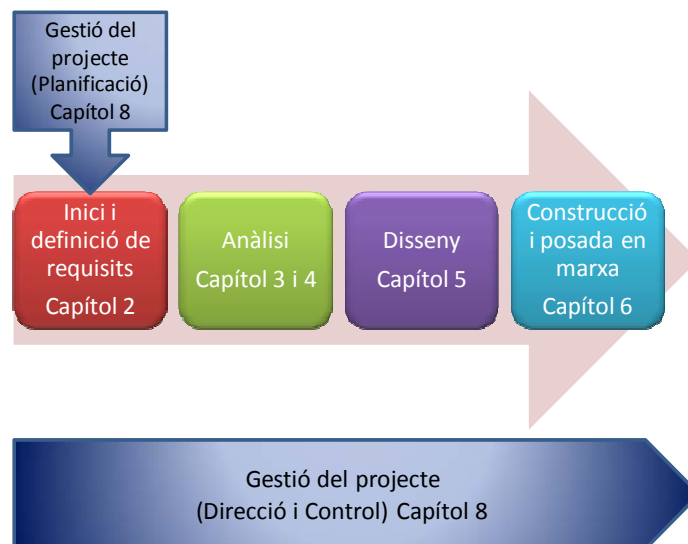 Gestió del
projecte
(Planificació)
Capítol 8
Inici i
definició de
requisits
Capítol 2
Anàlisi
Capítol 3 i 4
Disseny
Capítol 5
Construcció
i posada en
marxa
Capítol 6
Gestió del projecte
(Direcció i Control) Capítol 8